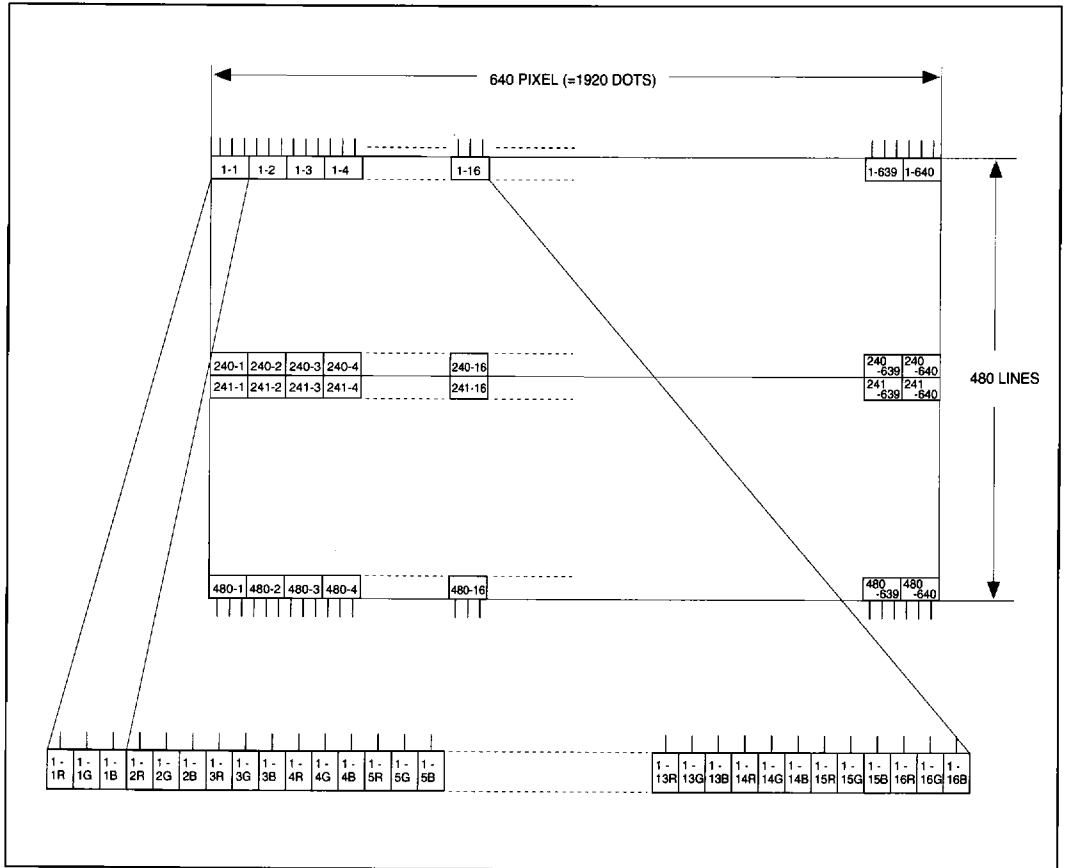 640 PIXEL (=1920 DOTS)
1-1 1-2 1-3 1-4 1-16 1-639 1-640
240-1 240-2 240-3 240-4 240-16 240 -639 240 -640
241-1 241-2 241-3 241-4 241-16 241 -639 241 -640
480 LINES
480-1 480-2 480-3 480-4 480-16 480 -639 480 -640
1-1R 1-1G 1-1B 1-2R 1-2G 1-2B 1-3R 1-3G 1-3B 1-4R 1-4G 1-4B 1-5R 1-5G 1-5B 1-13R 1-13G 1-13B 1-14R 1-14G 1-14B 1-15R 1-15G 1-15B 1-16R 1-16G 1-16B